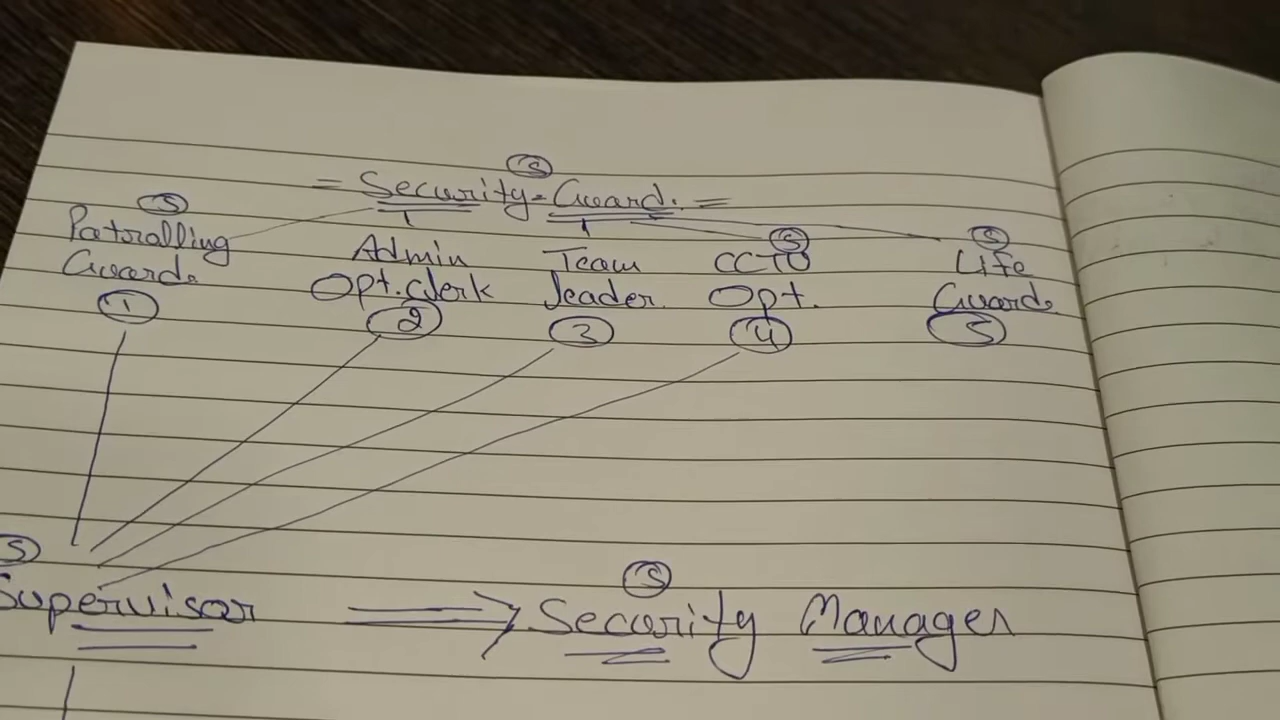 S
= Security-Guard. =
S
Patralling
Guard.
1
Admin
Opt. Clerk
2
Team
Leader.
3
S
CCTV
Opt.
4
S
Life
Guard.
5
S
Supervisor
S
Security Manager